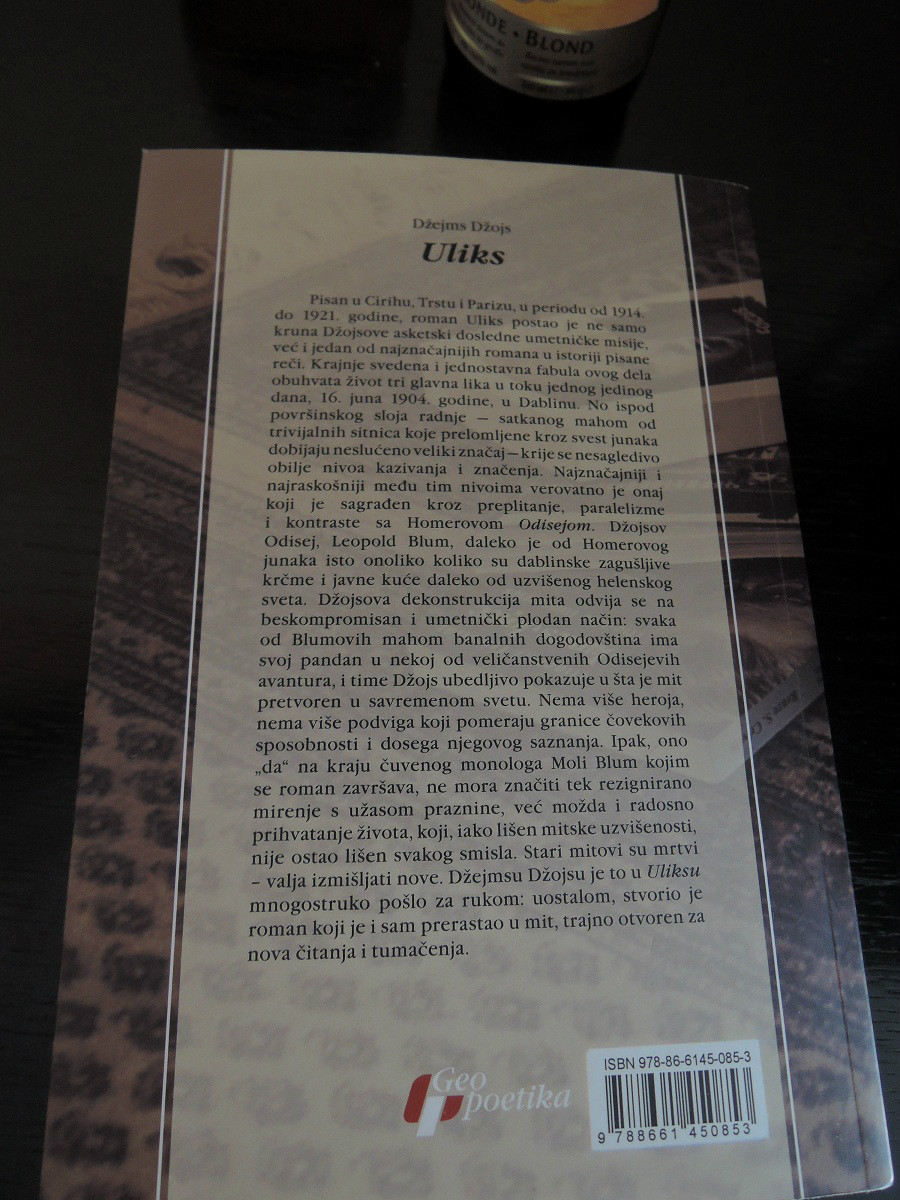 ONDE • BLOND
Džejms Džojs
Uliks
Pisan u Cirihu, Trstu i Parizu, u periodu od 1914.
do 1921. godine, roman Uliks postao je ne samo
kruna Džojsove asketski dosledne umetničke misije,
već i jedan od najznačajnijih romana u istoriji pisane
reči. Krajnje svedena i jednostavna fabula ovog dela
obuhvata život tri glavna lika u toku jednog jedinog
dana, 16. juna 1904. godine, u Dablinu. No ispod
površinskog sloja radnje – satkanog mahom od
trivijalnih sitnica koje prelomljene kroz svest junaka
dobijaju neslućeno veliki značaj – krije se nesagledivo
obilje nivoa kazivanja i značenja. Najznačajniji i
najraskošniji među tim nivoima verovatno je onaj
koji je sagrađen kroz preplitanje, paralelizme
i kontraste sa Homerovom Odisejom. Džojsov
Odisej, Leopold Blum, daleko je od Homerovog
junaka isto onoliko koliko su dablinske zagušljive
krčme i javne kuće daleko od uzvišenog helenskog
sveta. Džojsova dekonstrukcija mita odvija se na
beskompromisan i umetnički plodan način: svaka
od Blumovih mahom banalnih dogodovština ima
svoj pandan u nekoj od veličanstvenih Odisejevih
avantura, i time Džojs ubedljivo pokazuje u šta je mit
pretvoren u savremenom svetu. Nema više heroja,
nema više podviga koji pomeraju granice čovekovih
sposobnosti i dosega njegovog saznanja. Ipak, ono
„da“ na kraju čuvenog monologa Moli Blum kojim
se roman završava, ne mora značiti tek rezignirano
mirenje s užasom praznine, već možda i radosno
prihvatanje života, koji, iako lišen mitske uzvišenosti,
nije ostao lišen svakog smisla. Stari mitovi su mrtvi
– valja izmišljati nove. Džejmsu Džojsu je to u Uliksu
mnogostruko pošlo za rukom: uostalom, stvorio je
roman koji je i sam prerastao u mit, trajno otvoren za
nova čitanja i tumačenja.
Geo
poetika
ISBN 978-86-6145-085-3
9 788661 450853